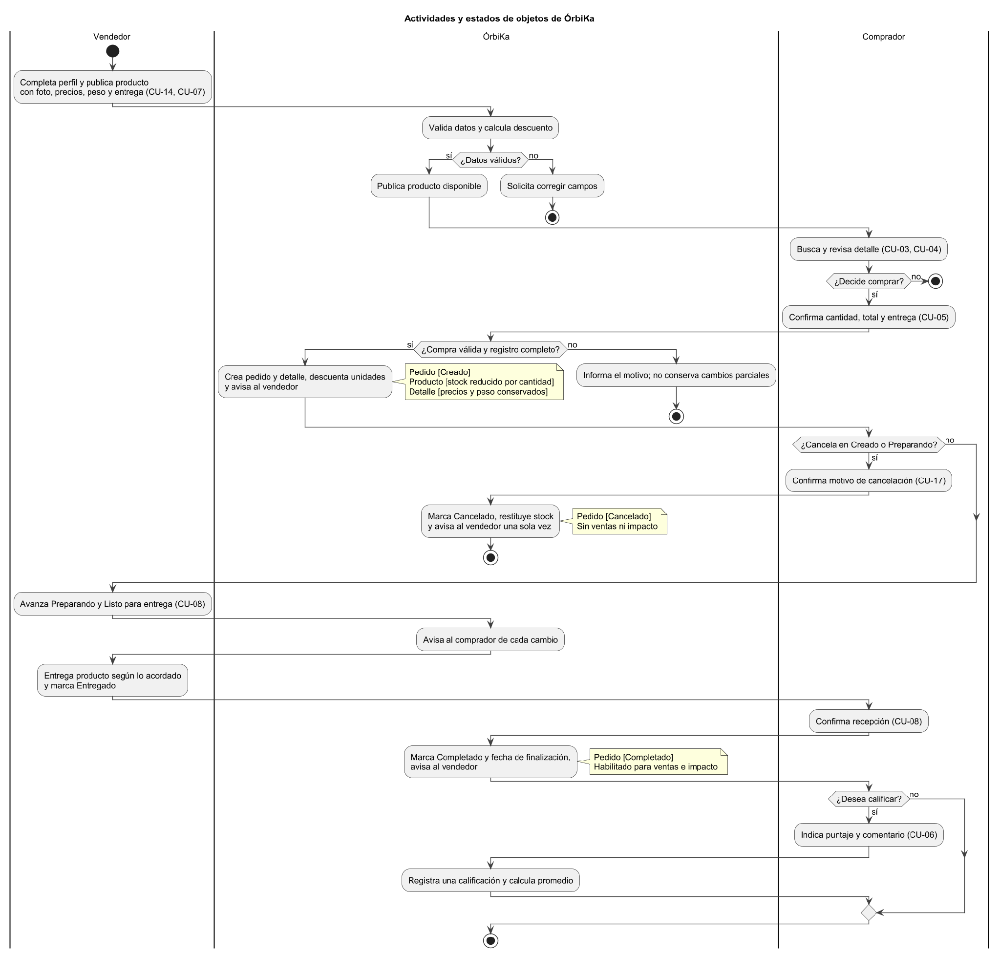 Actividades y estados de objetos de ÓrbiKa
Vendedor
ÓrbiKa
Comprador
Completa perfil y publica producto
con foto, precios, peso y entrega (CU-14, CU-07)
Valida datos y calcula descuento
sí
¿Datos válidos?
no
Publica producto disponible
Solicita corregir campos
Busca y revisa detalle (CU-03, CU-04)
¿Decide comprar?
no
sí
Confirma cantidad, total y entrega (CU-05)
sí
¿Compra válida y registro completo?
no
Crea pedido y detalle, descuenta unidades
y avisa al vendedor
Pedido [Creado]
Producto [stock reducido por cantidad]
Detalle [precios y peso conservados]
Informa el motivo; no conserva cambios parciales
¿Cancela en Creado o Preparando?
no
sí
Confirma motivo de cancelación (CU-17)
Marca Cancelado, restituye stock
y avisa al vendedor una sola vez
Pedido [Cancelado]
Sin ventas ni impacto
Avanza Preparando y Listo para entrega (CU-08)
Avisa al comprador de cada cambio
Entrega producto según lo acordado
y marca Entregado
Confirma recepción (CU-08)
Marca Completado y fecha de finalización,
avisa al vendedor
Pedido [Completado]
Habilitado para ventas e impacto
¿Desea calificar?
no
sí
Indica puntaje y comentario (CU-06)
Registra una calificación y calcula promedio